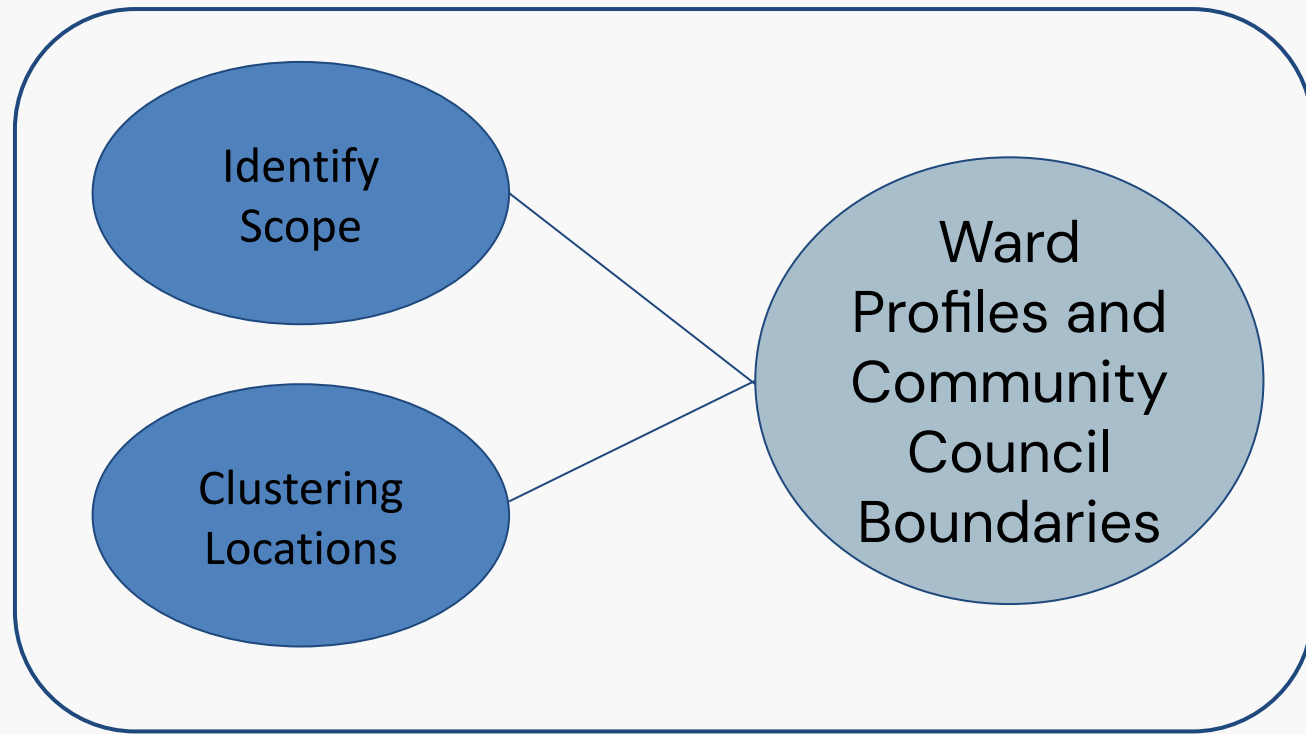 Identify
Scope
Clustering
Locations
Ward
Profiles and
Community
Council
Boundaries